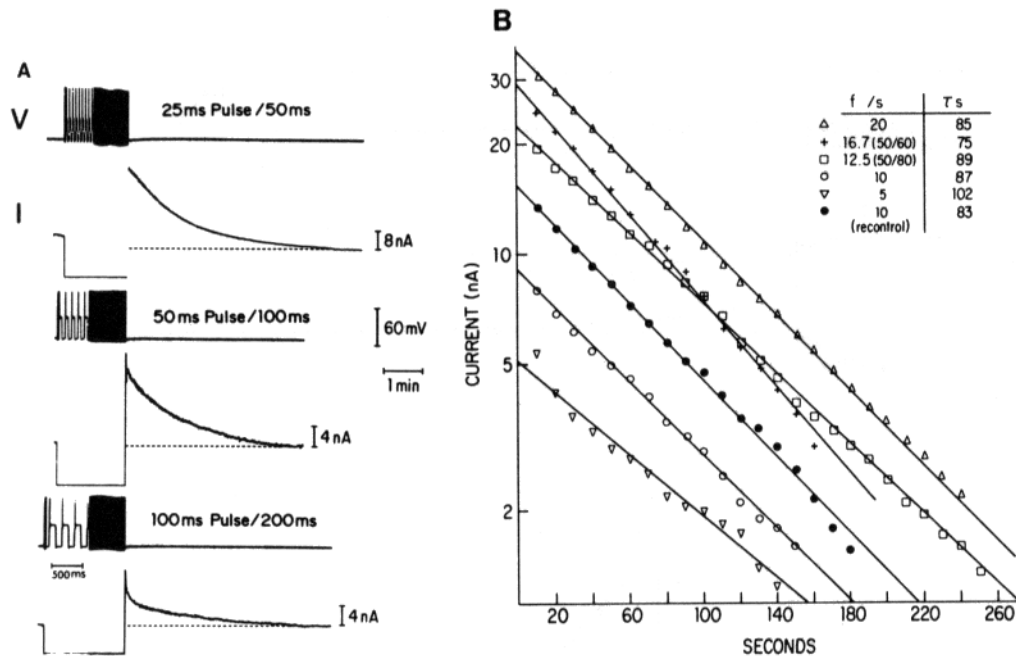 A
V
25ms Pulse/50ms
I
8nA
50ms Pulse/100ms
60mV
1min
4nA
100ms Pulse/200ms
500ms
4nA
B
CURRENT (nA)
30
20
10
5
2
20 60 100 140 180 220 260
SECONDS
f /s τ s
△ 20 85
+ 16.7 (50/60) 75
□ 12.5 (50/80) 89
○ 10 87
▽ 5 102
● 10 83
(recontrol)